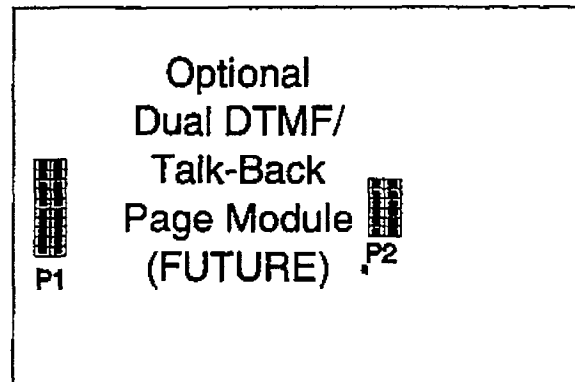 Optional
Dual DTMF/
Talk-Back
Page Module
(FUTURE)
P1
P2